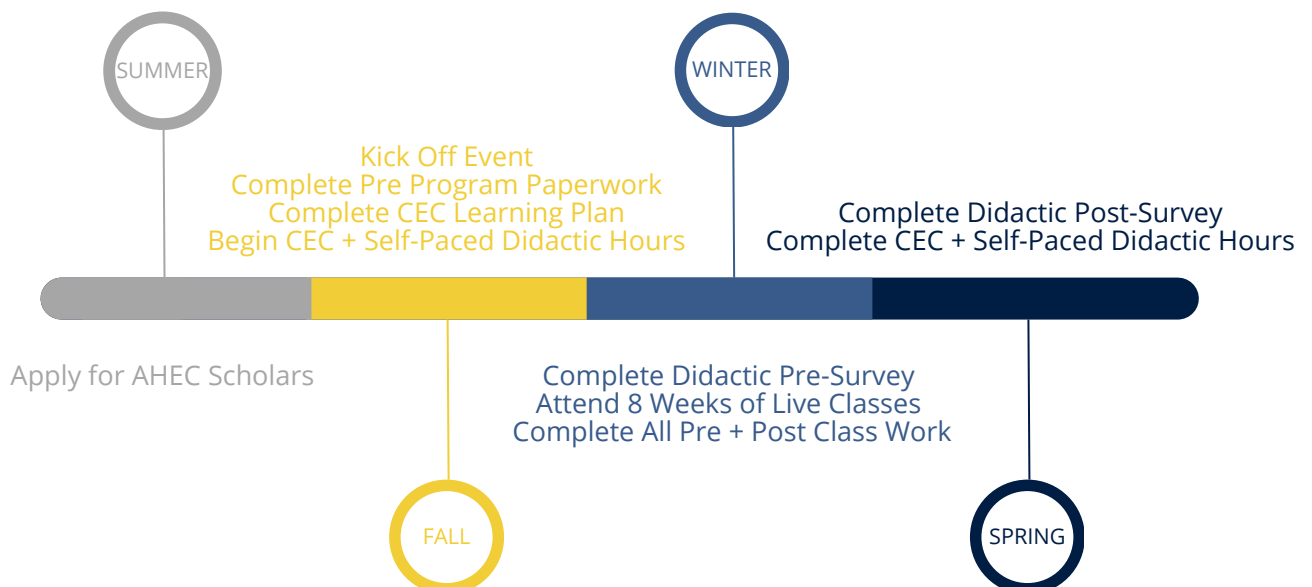 SUMMER
WINTER
Kick Off Event
Complete Pre Program Paperwork
Complete CEC Learning Plan
Begin CEC + Self-Paced Didactic Hours
Complete Didactic Post-Survey
Complete CEC + Self-Paced Didactic Hours
Apply for AHEC Scholars
Complete Didactic Pre-Survey
Attend 8 Weeks of Live Classes
Complete All Pre + Post Class Work
FALL
SPRING